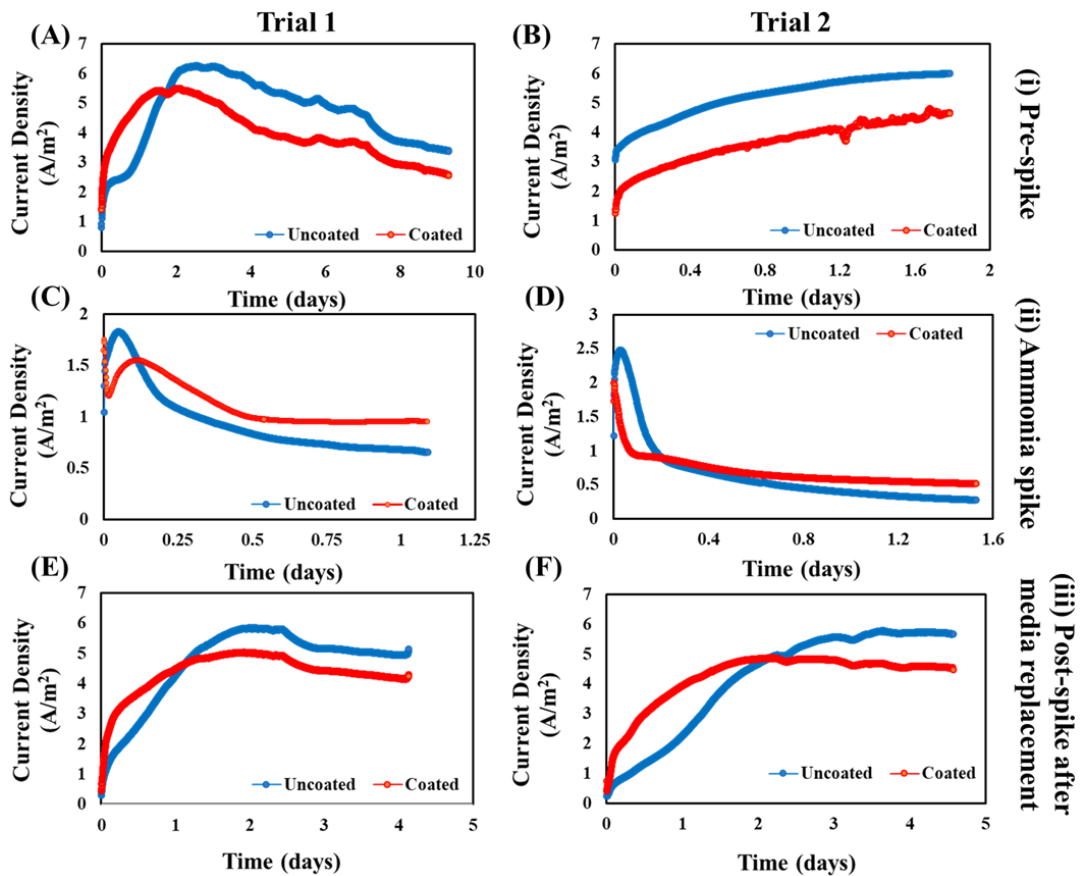 Trial 1
Trial 2
(A)
Current Density
(A/m²)
7
6
5
4
3
2
1
0
0 2 4 6 8 10
Uncoated Coated
Time (days)
(B)
Current Density
(A/m²)
7
6
5
4
3
2
1
0
0 0.4 0.8 1.2 1.6 2
Uncoated Coated
Time (days)
(i) Pre-spike
(C)
Current Density
(A/m²)
2
1.5
1
0.5
0
0 0.25 0.5 0.75 1 1.25
Uncoated Coated
Time (days)
(D)
Current Density
(A/m²)
3
2.5
2
1.5
1
0.5
0
0 0.4 0.8 1.2 1.6
Uncoated Coated
Time (days)
(ii) Ammonia spike
(E)
Current Density
(A/m²)
7
6
5
4
3
2
1
0
0 1 2 3 4 5
Uncoated Coated
Time (days)
(F)
Current Density
(A/m²)
7
6
5
4
3
2
1
0
0 1 2 3 4 5
Uncoated Coated
Time (days)
(iii) Post-spike after
media replacement